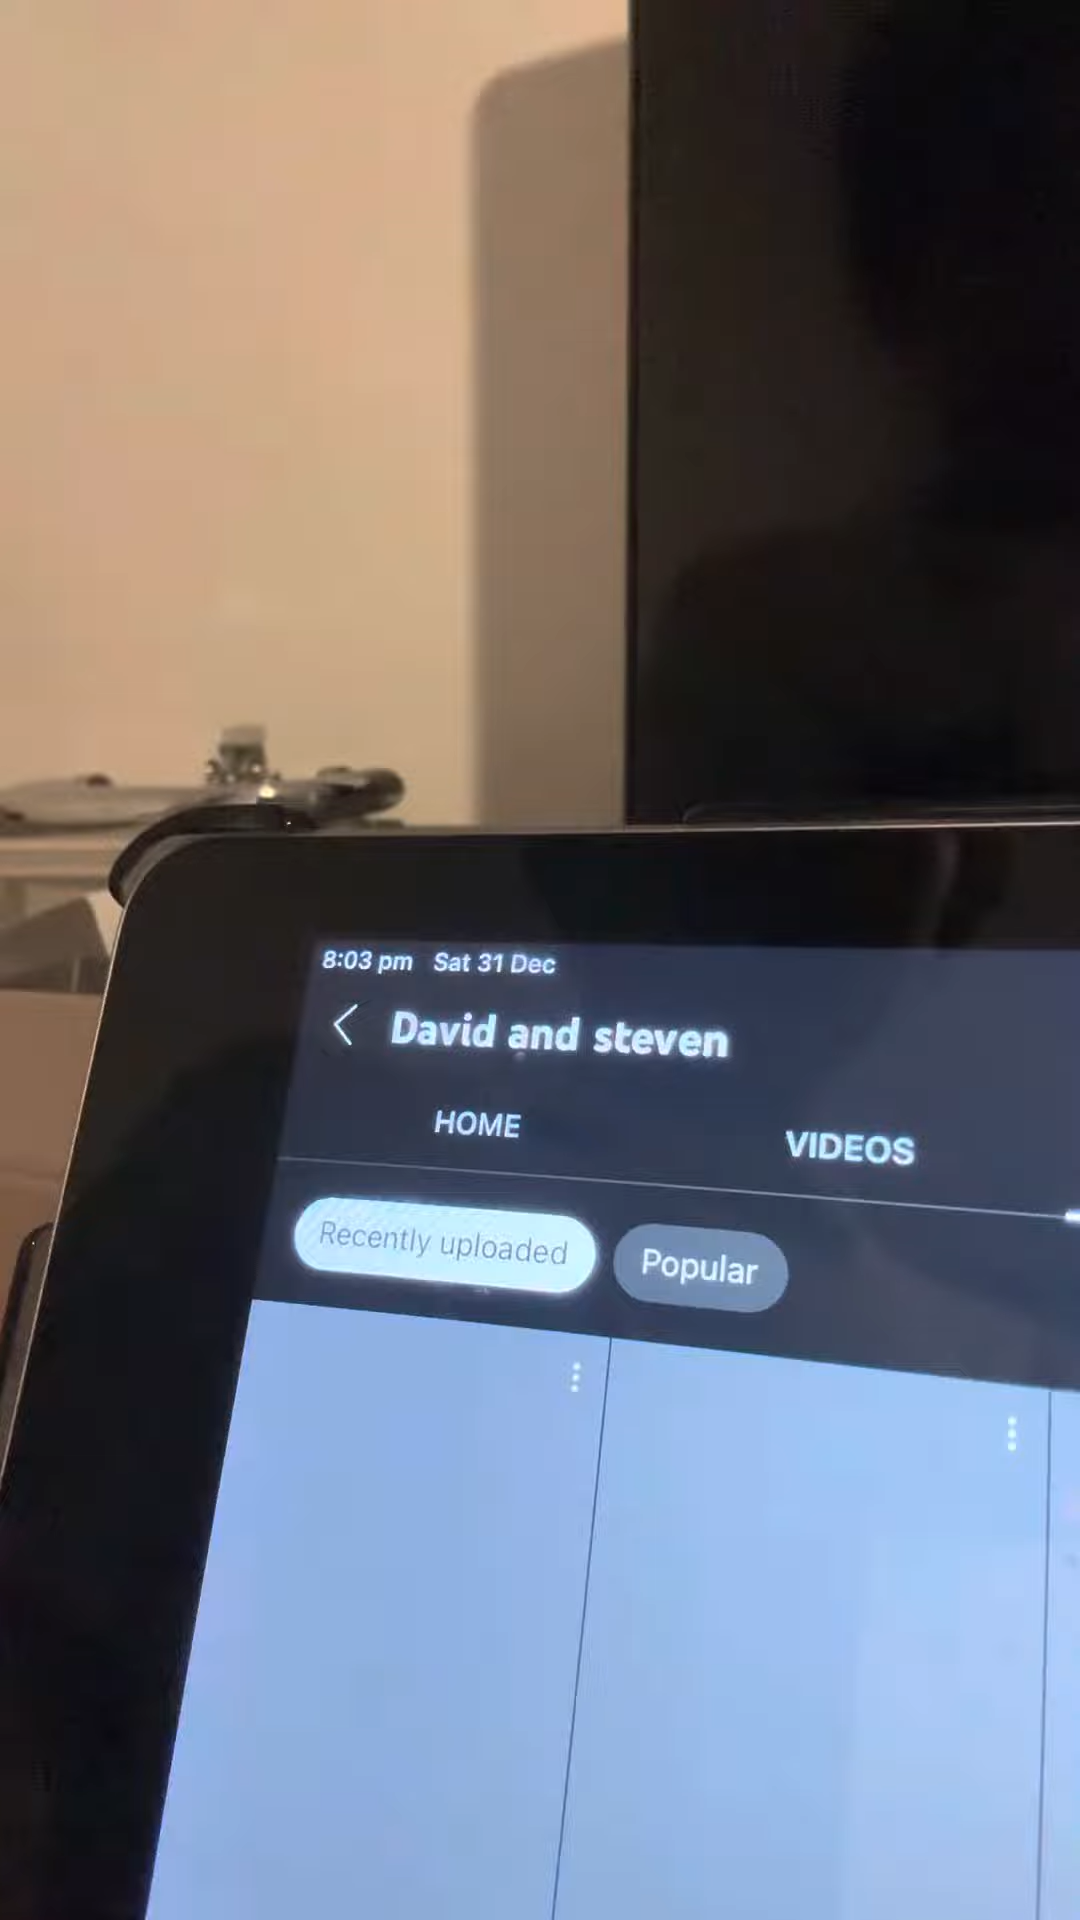 8:03 pm Sat 31 Dec
David and steven
HOME VIDEOS
Recently uploaded Popular